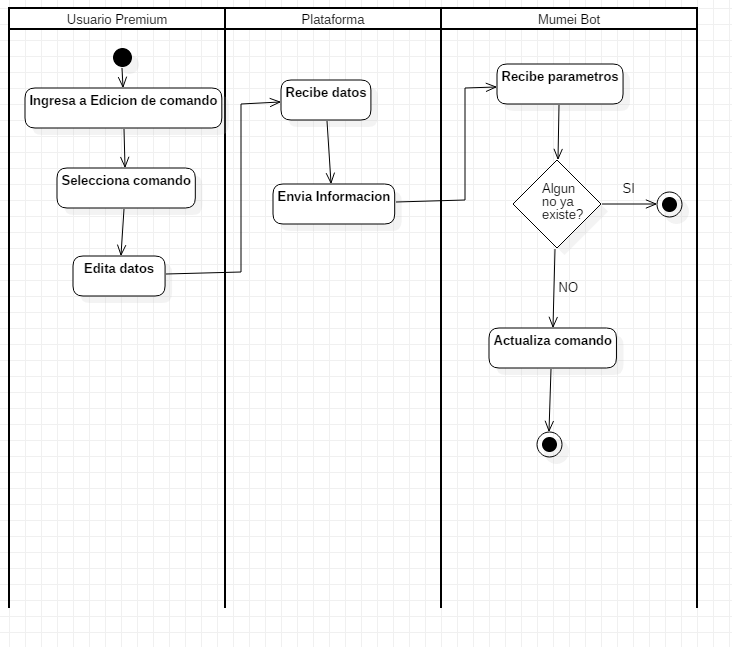 Usuario Premium
Plataforma
Mumei Bot
Ingresa a Edicion de comando
Selecciona comando
Edita datos
Recibe datos
Envia Informacion
Recibe parametros
Algun
no ya
existe?
SI
NO
Actualiza comando